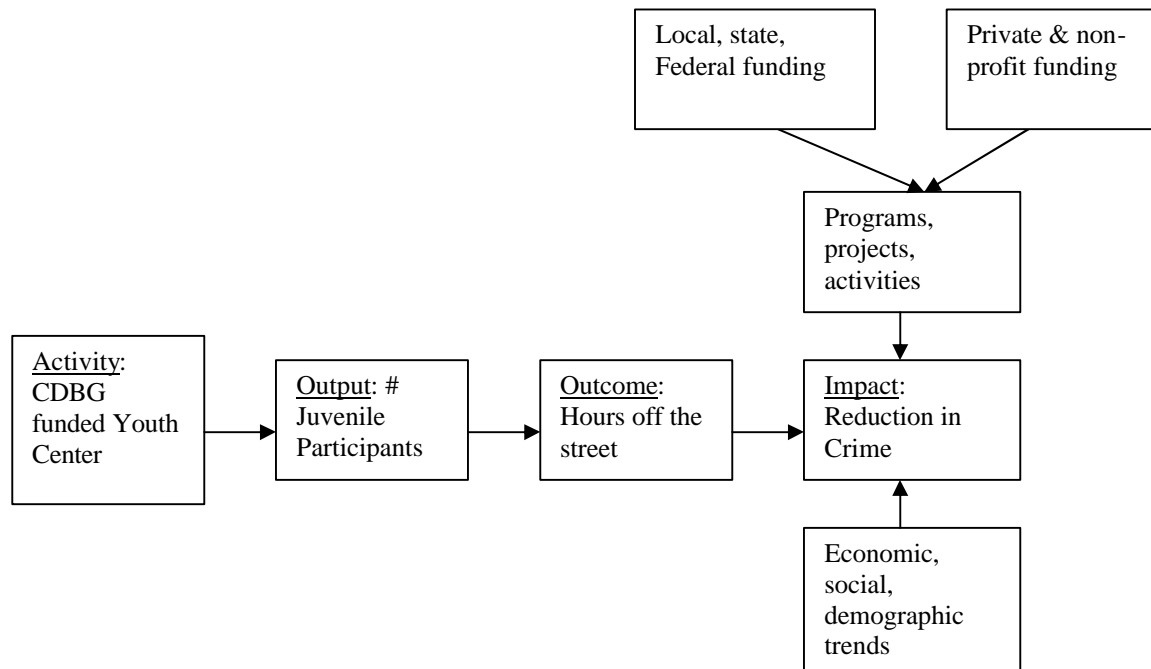 Local, state,
Federal funding
Private & non-
profit funding
Programs,
projects,
activities
Activity:
CDBG
funded Youth
Center
Output: #
Juvenile
Participants
Outcome:
Hours off the
street
Impact:
Reduction in
Crime
Economic,
social,
demographic
trends